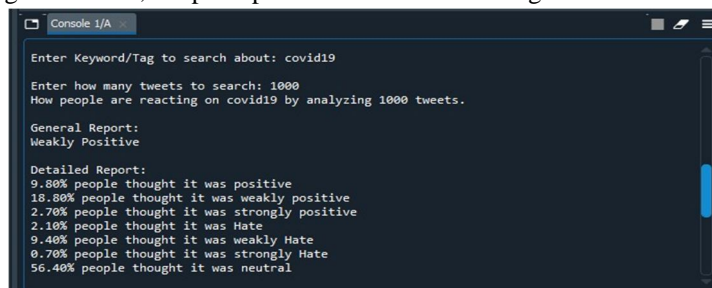 Console 1/A
Enter Keyword/Tag to search about: covid19
Enter how many tweets to search: 1000
How people are reacting on covid19 by analyzing 1000 tweets.
General Report:
Weakly Positive
Detailed Report:
9.80% people thought it was positive
18.80% people thought it was weakly positive
2.70% people thought it was strongly positive
2.10% people thought it was Hate
9.40% people thought it was weakly Hate
0.70% people thought it was strongly Hate
56.40% people thought it was neutral